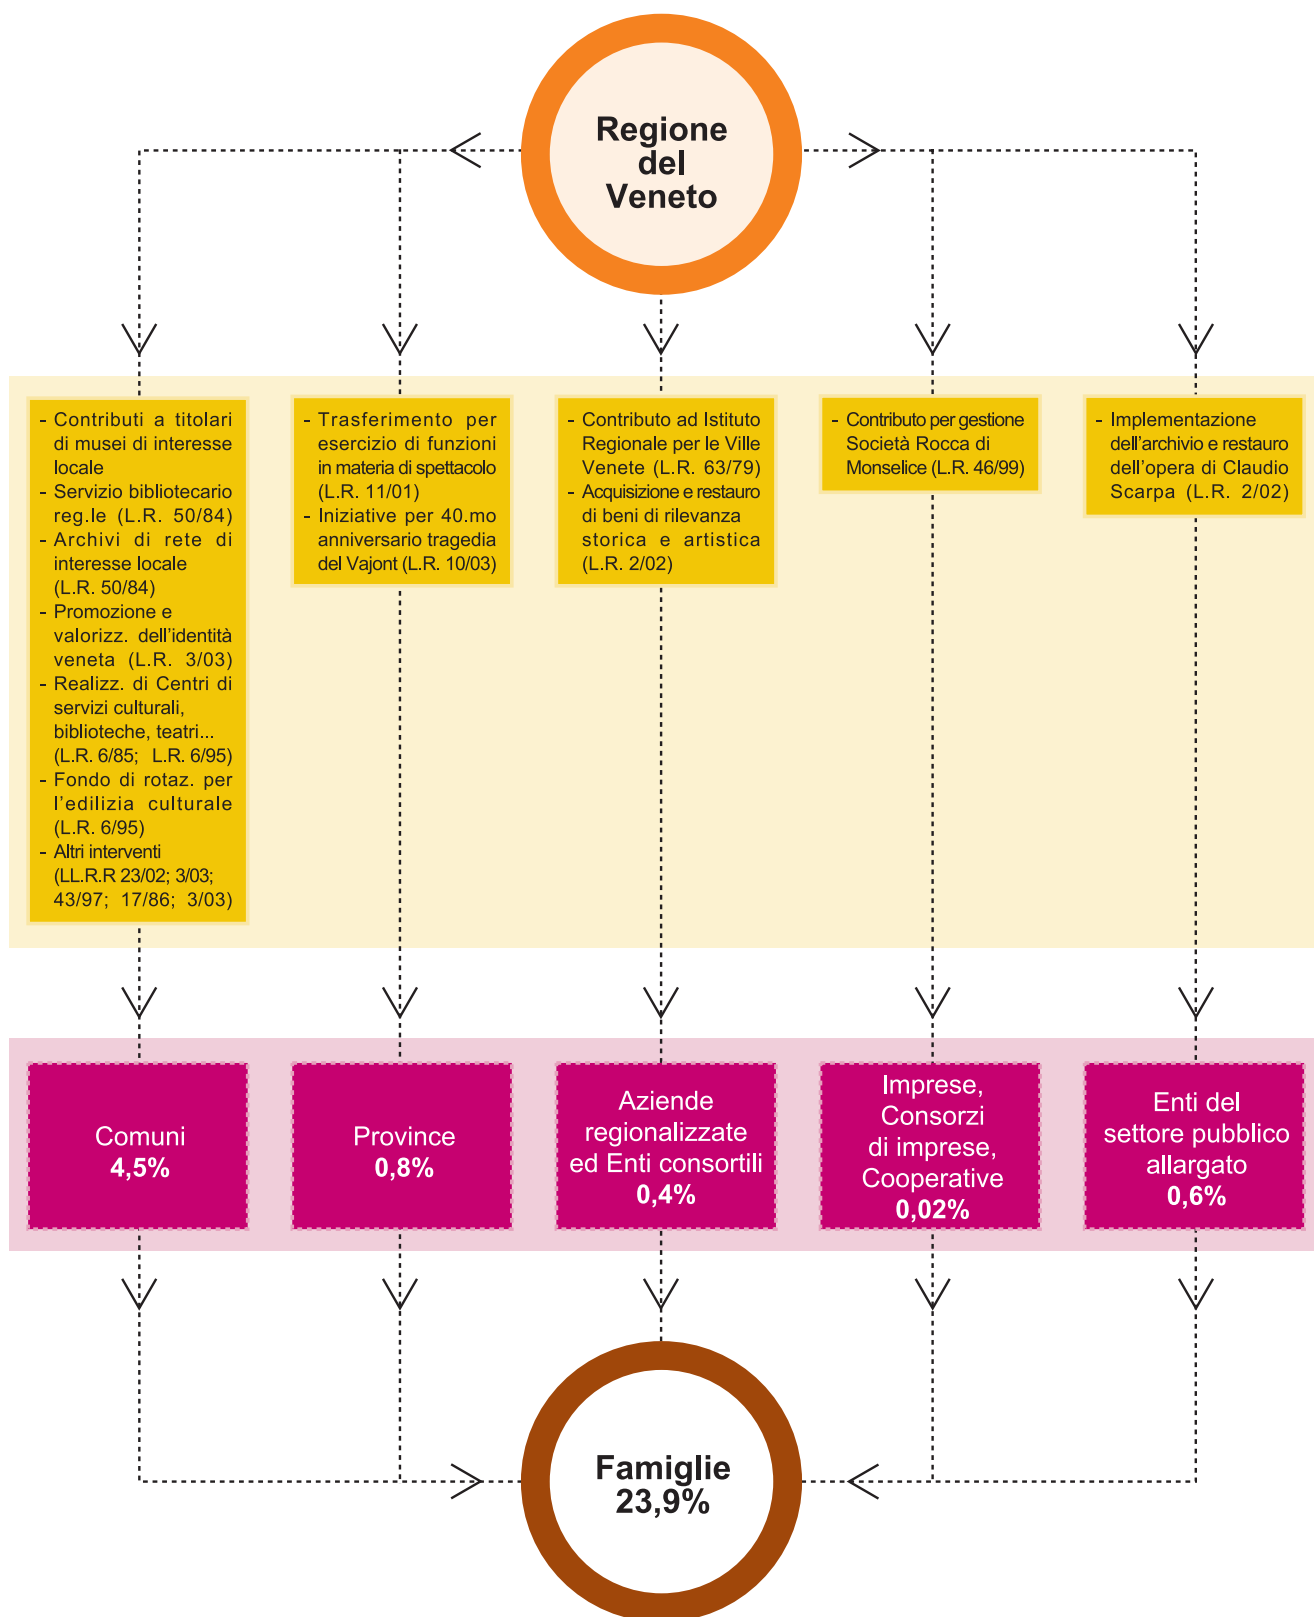 Regione
del
Veneto
- Contributi a titolari
di musei di interesse
locale
- Servizio bibliotecario
reg.le (L.R. 50/84)
- Archivi di rete di
interesse locale
(L.R. 50/84)
- Promozione e
valorizz. dell'identità
veneta (L.R. 3/03)
- Realizz. di Centri di
servizi culturali,
biblioteche, teatri...
(L.R. 6/85; L.R. 6/95)
- Fondo di rotaz. per
l'edilizia culturale
(L.R. 6/95)
- Altri interventi
(LL.R.R 23/02; 3/03;
43/97; 17/86; 3/03)
- Trasferimento per
esercizio di funzioni
in materia di spettacolo
(L.R. 11/01)
- Iniziative per 40.mo
anniversario tragedia
del Vajont (L.R. 10/03)
- Contributo ad Istituto
Regionale per le Ville
Venete (L.R. 63/79)
- Acquisizione e restauro
di beni di rilevanza
storica e artistica
(L.R. 2/02)
- Contributo per gestione
Società Rocca di
Monselice (L.R. 46/99)
- Implementazione
dell'archivio e restauro
dell'opera di Claudio
Scarpa (L.R. 2/02)
Comuni
4,5%
Province
0,8%
Aziende
regionalizzate
ed Enti consortili
0,4%
Imprese,
Consorzi
di imprese,
Cooperative
0,02%
Enti del
settore pubblico
allargato
0,6%
Famiglie
23,9%